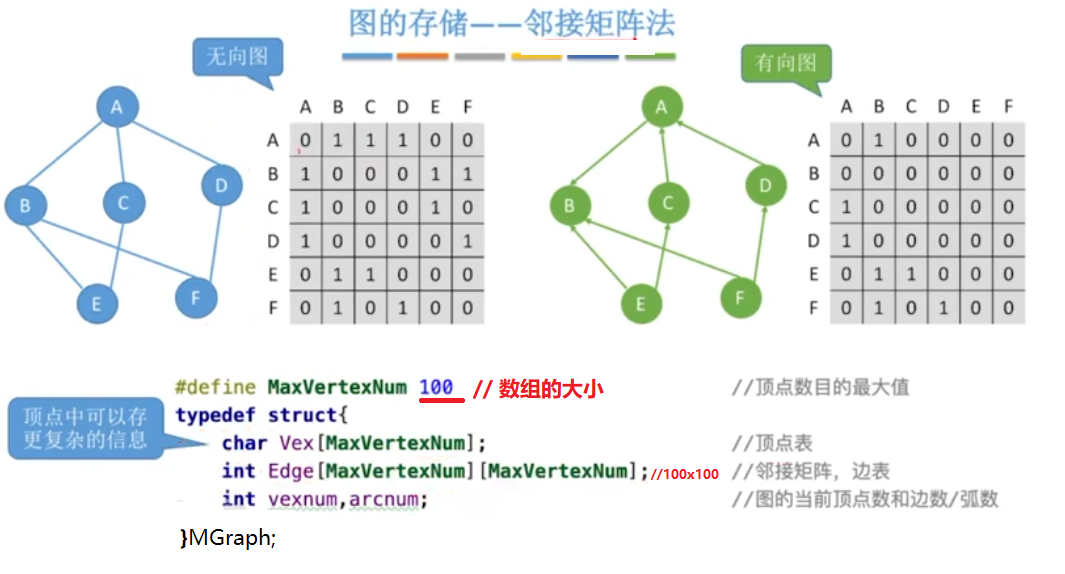 图的存储——邻接矩阵法
无向图
有向图
A
B
C
D
E
F
A B C D E F
A 0 1 1 1 0 0
B 1 0 0 0 1 1
C 1 0 0 0 1 0
D 1 0 0 0 0 1
E 0 1 1 0 0 0
F 0 1 0 1 0 0
A
B
C
D
E
F
A B C D E F
A 0 1 0 0 0 0
B 0 0 0 0 0 0
C 1 0 0 0 0 0
D 1 0 0 0 0 0
E 0 1 1 0 0 0
F 0 1 0 1 0 0
#define MaxVertexNum 100 // 数组的大小 //顶点数目的最大值
typedef struct{
顶点中可以存
更复杂的信息
char Vex[MaxVertexNum]; //顶点表
int Edge[MaxVertexNum][MaxVertexNum]; //100x100 //邻接矩阵，边表
int vexnum,arcnum; //图的当前顶点数和边数/弧数
}MGraph;